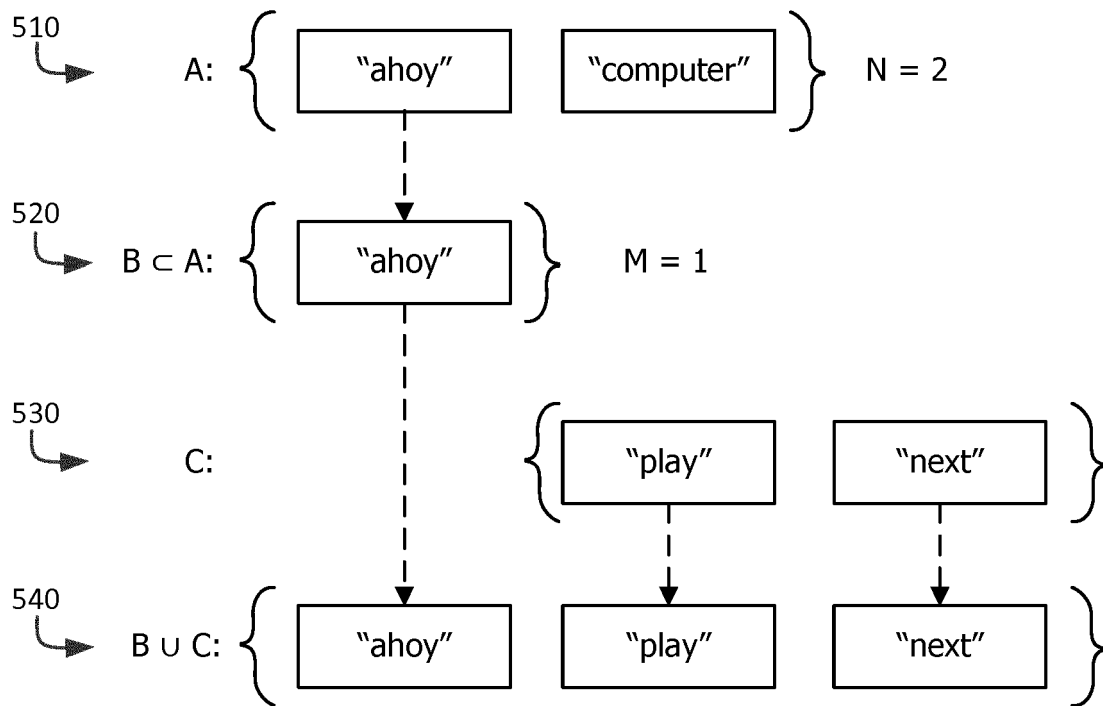 510
A: “ahoy” “computer” N = 2
520
B ⊂ A: “ahoy” M = 1
530
C: “play” “next”
540
B ∪ C: “ahoy” “play” “next”